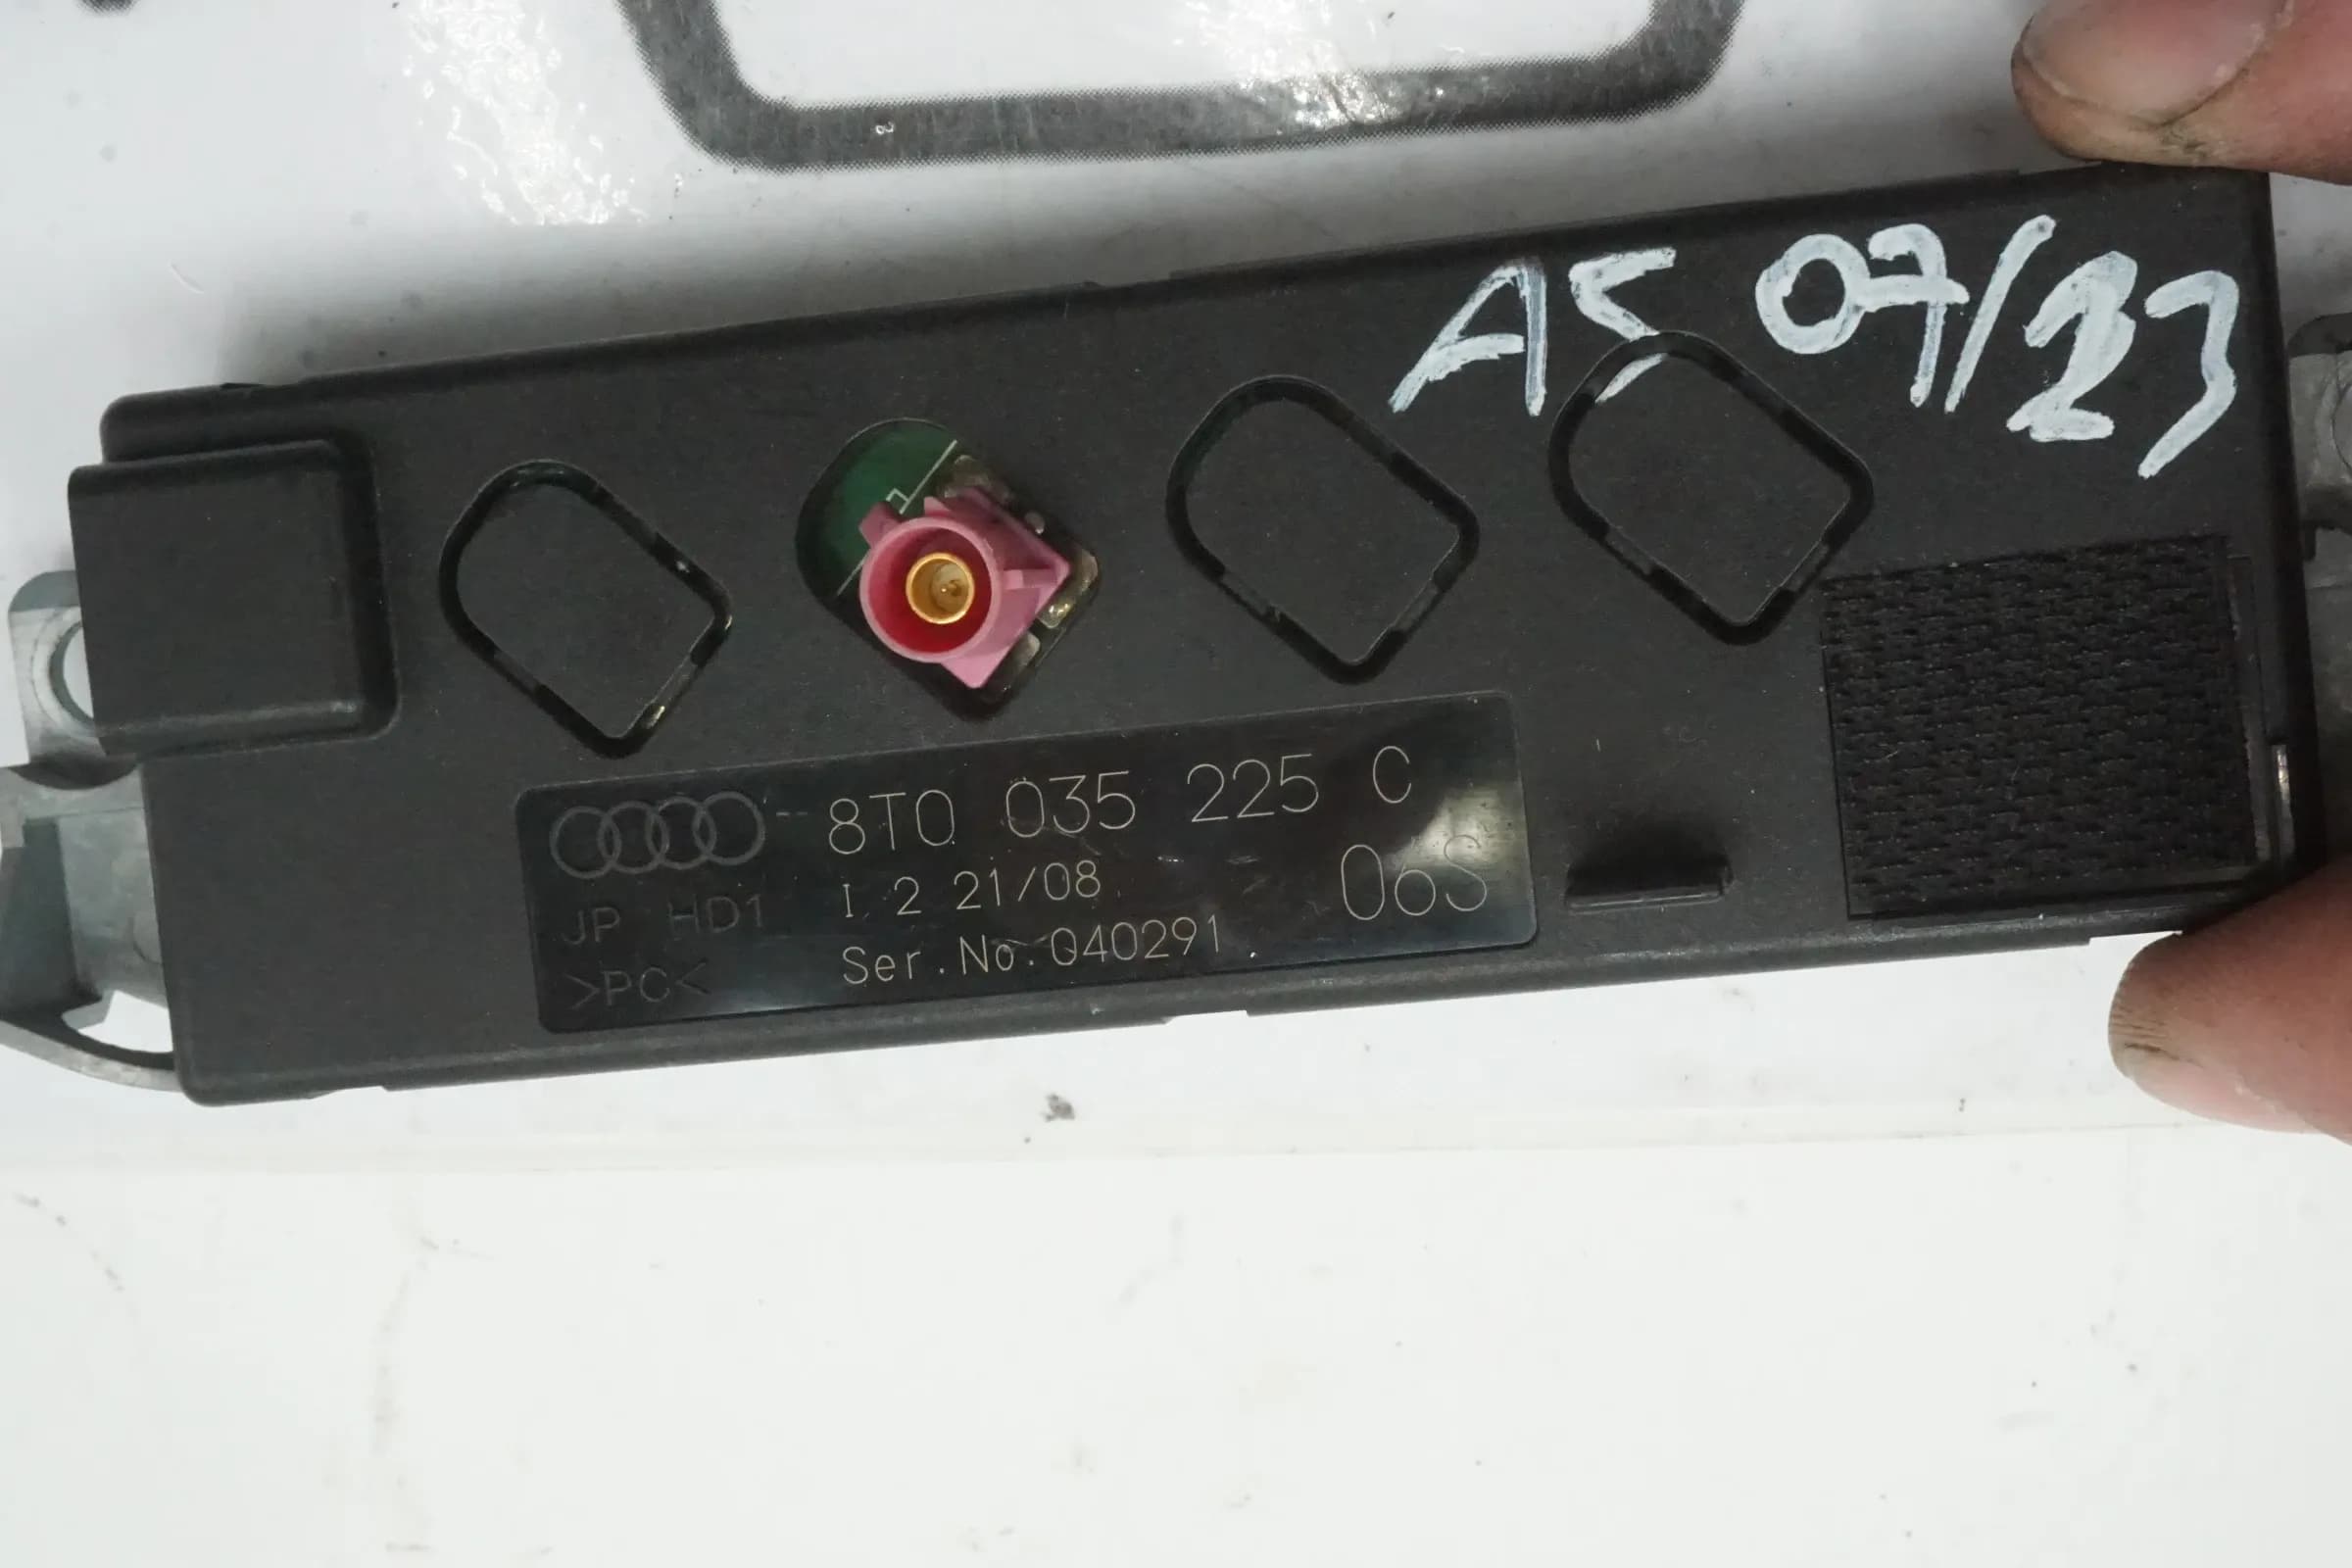 A5 07/23
8T0 035 225 C
JP HD1 I 2 21/08 06S
>PC< Ser.No.040291